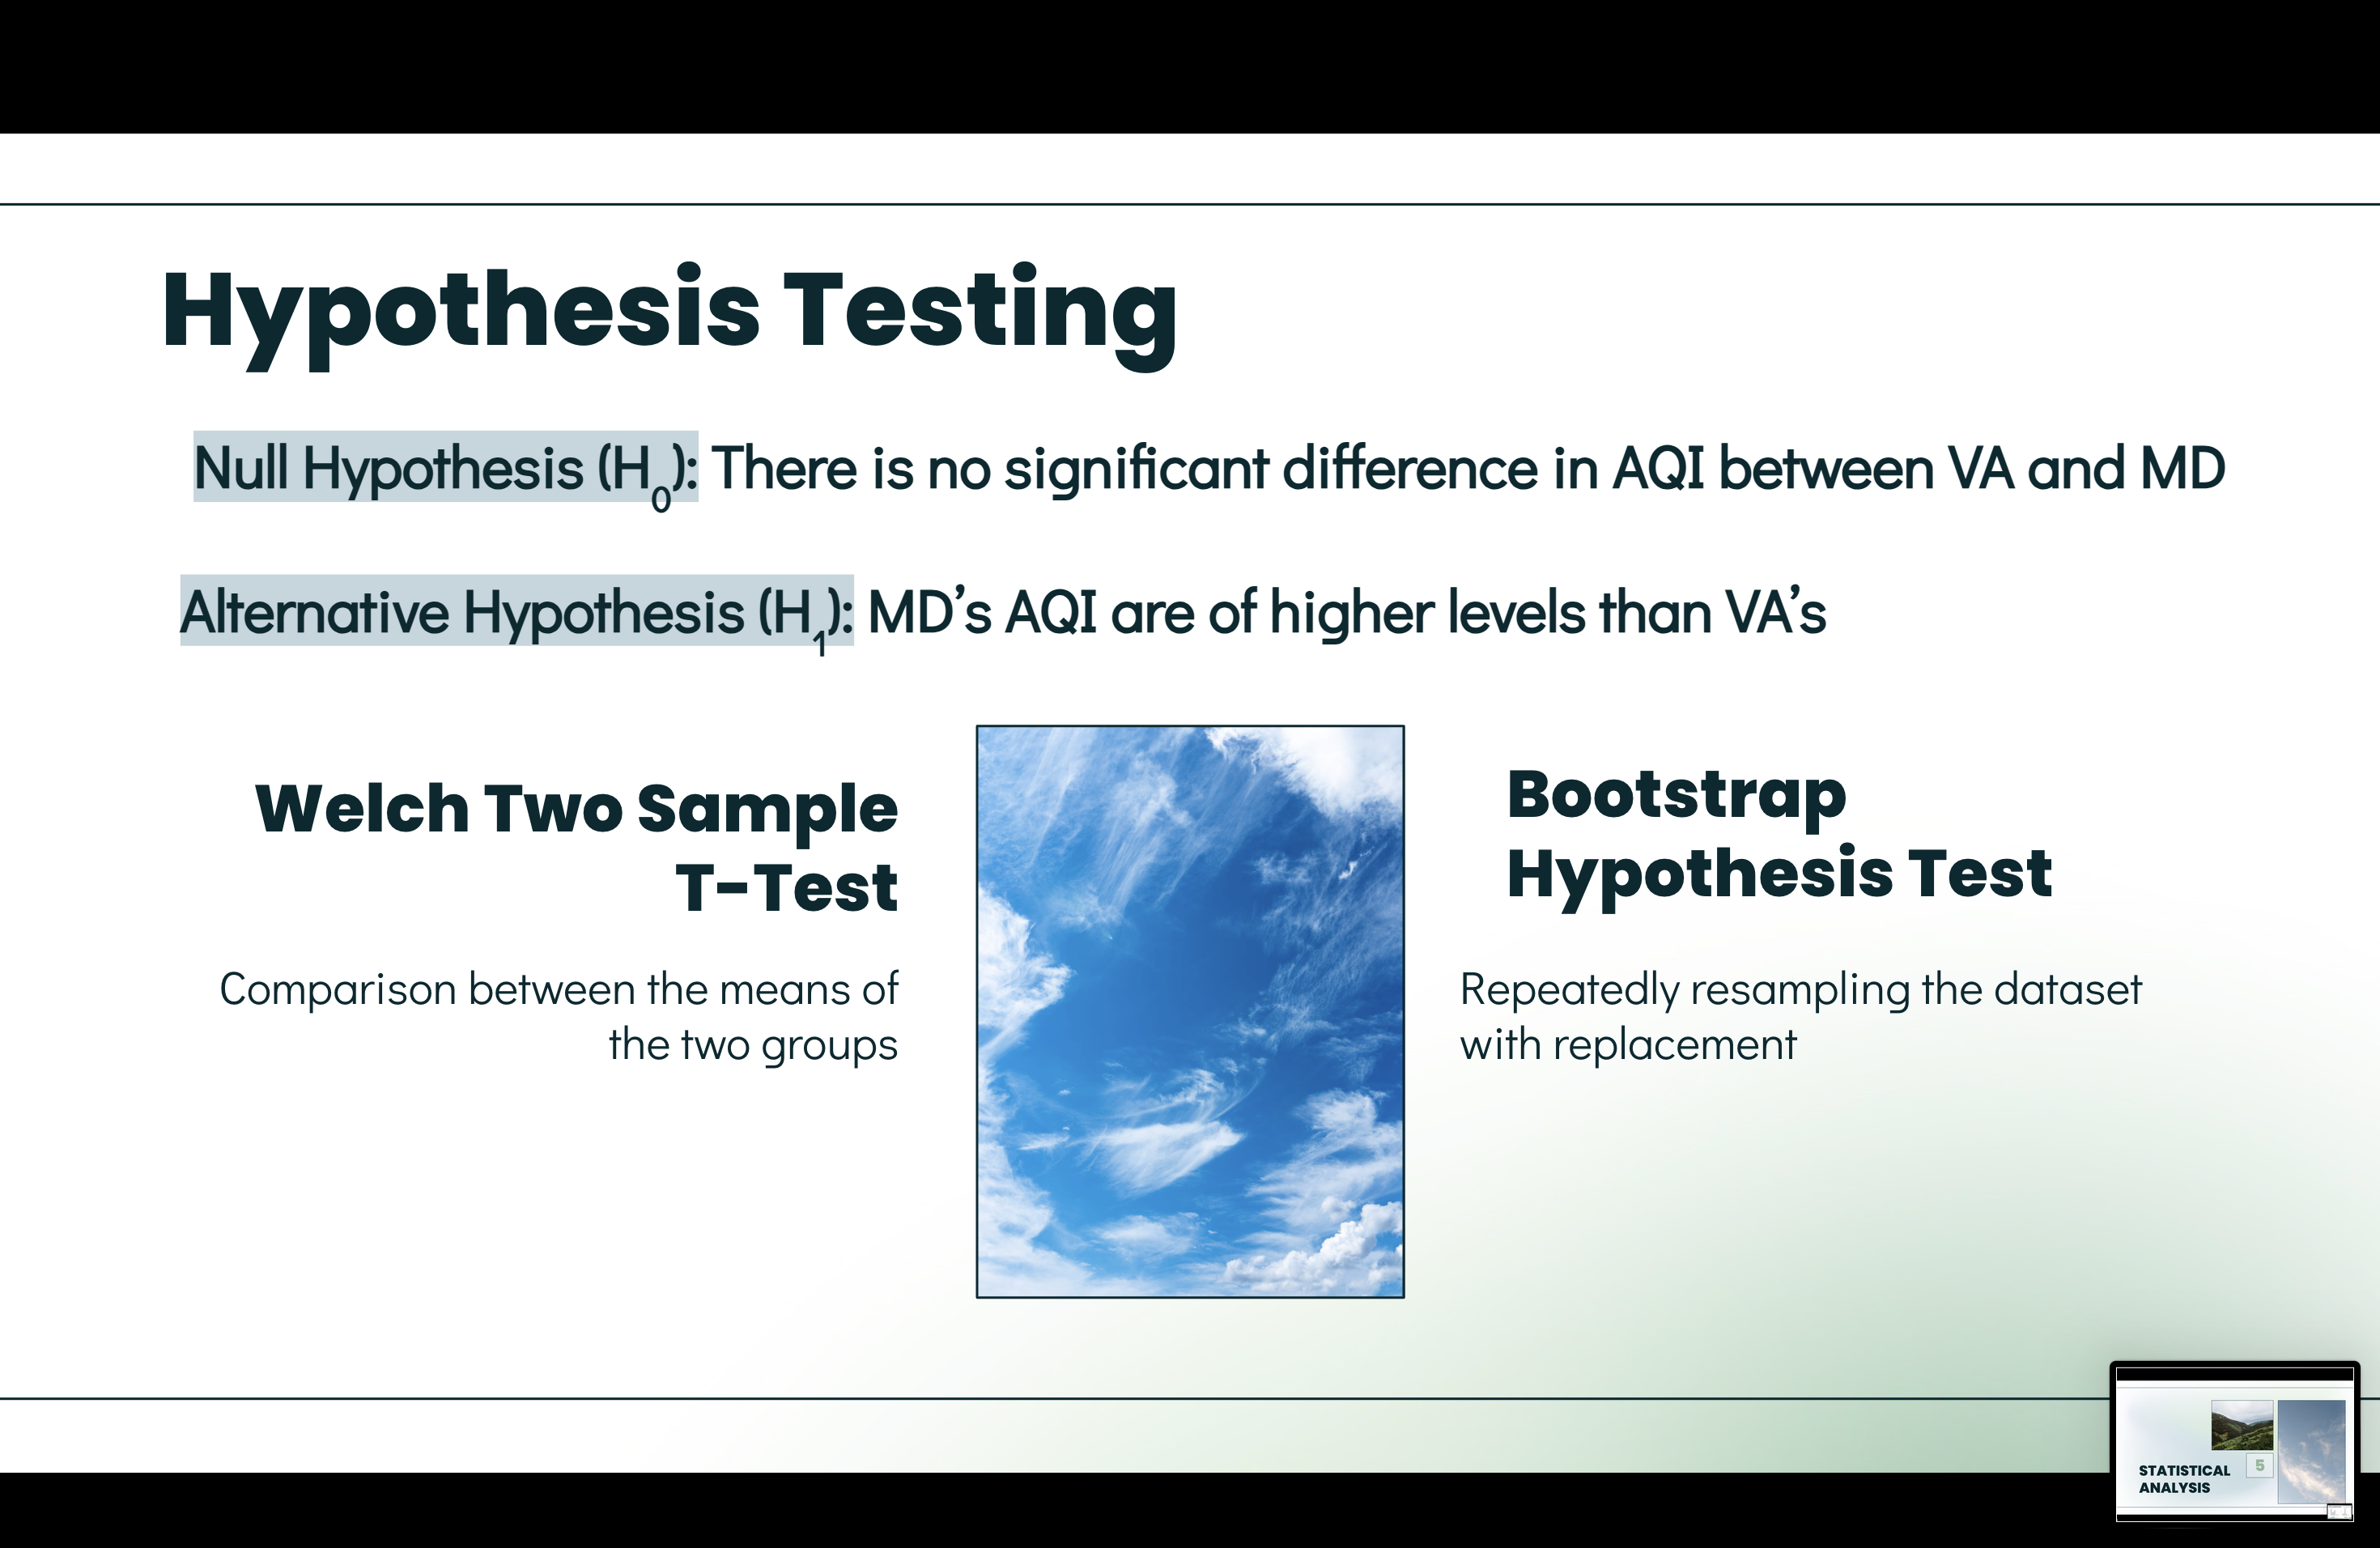 Hypothesis Testing
Null Hypothesis (H0): There is no significant difference in AQI between VA and MD
Alternative Hypothesis (H1): MD’s AQI are of higher levels than VA’s
Welch Two Sample
T-Test
Comparison between the means of
the two groups
Bootstrap
Hypothesis Test
Repeatedly resampling the dataset
with replacement
STATISTICAL
ANALYSIS
5